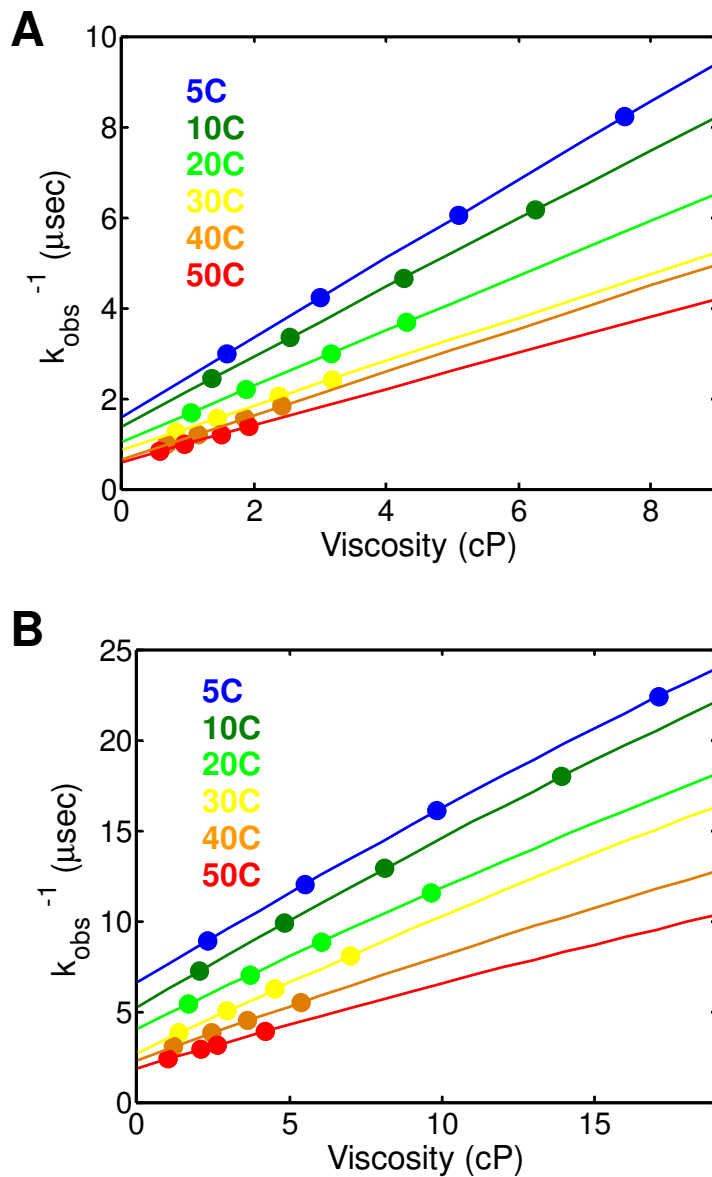 A
10
8
6
4
2
0
k_obs^-1 (μsec)
5C
10C
20C
30C
40C
50C
0 2 4 6 8
Viscosity (cP)
B
25
20
15
10
5
0
k_obs^-1 (μsec)
5C
10C
20C
30C
40C
50C
0 5 10 15
Viscosity (cP)